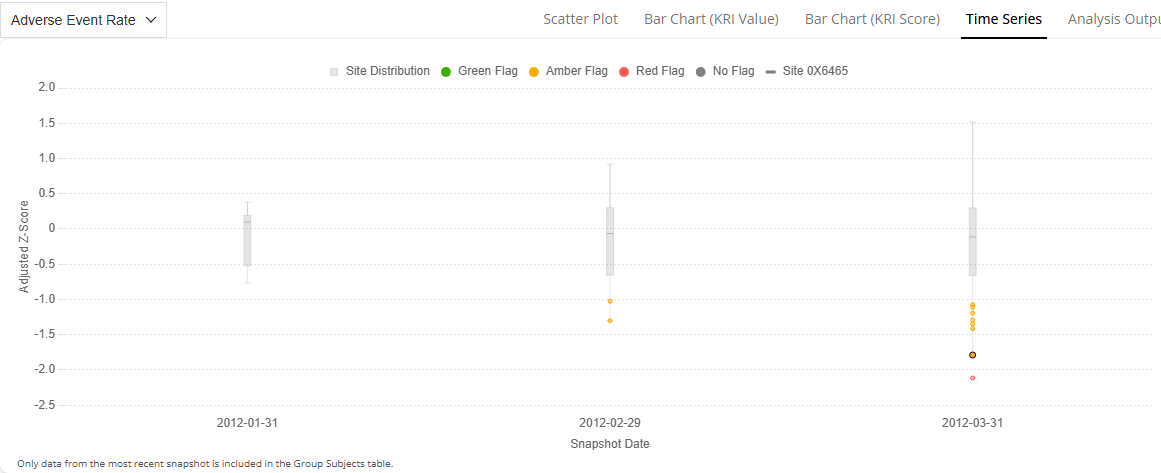 Adverse Event Rate
Scatter Plot Bar Chart (KRI Value) Bar Chart (KRI Score) Time Series Analysis Outpu
Site Distribution Green Flag Amber Flag Red Flag No Flag Site 0X6465
2.0
1.5
1.0
0.5
0
-0.5
-1.0
-1.5
-2.0
-2.5
Adjusted Z-Score
2012-01-31 2012-02-29 2012-03-31
Snapshot Date
Only data from the most recent snapshot is included in the Group Subjects table.